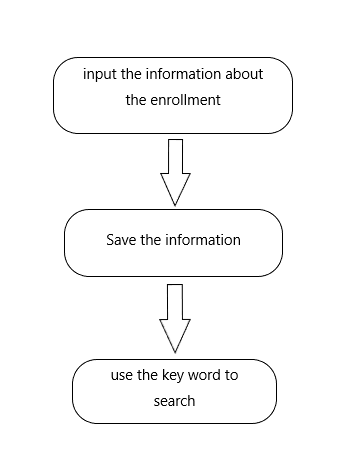 input the information about
the enrollment
Save the information
use the key word to
search